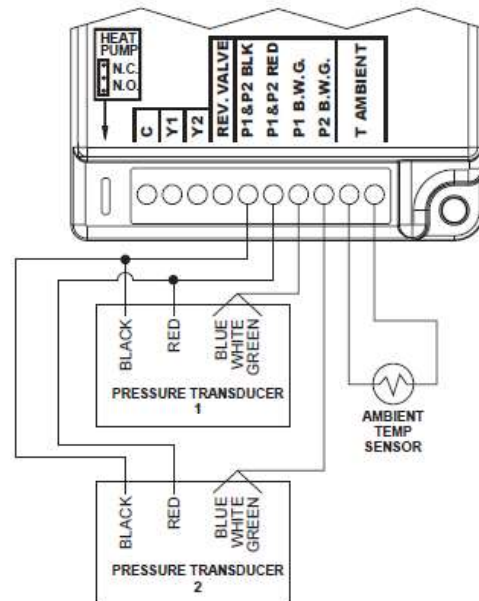 HEAT
PUMP
N.C.
N.O.
C
Y1
Y2
REV. VALVE
P1&P2 BLK
P1&P2 RED
P1 B.W.G.
P2 B.W.G.
T AMBIENT
BLACK
RED
BLUE
WHITE
GREEN
PRESSURE TRANSDUCER
1
AMBIENT
TEMP
SENSOR
BLACK
RED
BLUE
WHITE
GREEN
PRESSURE TRANSDUCER
2